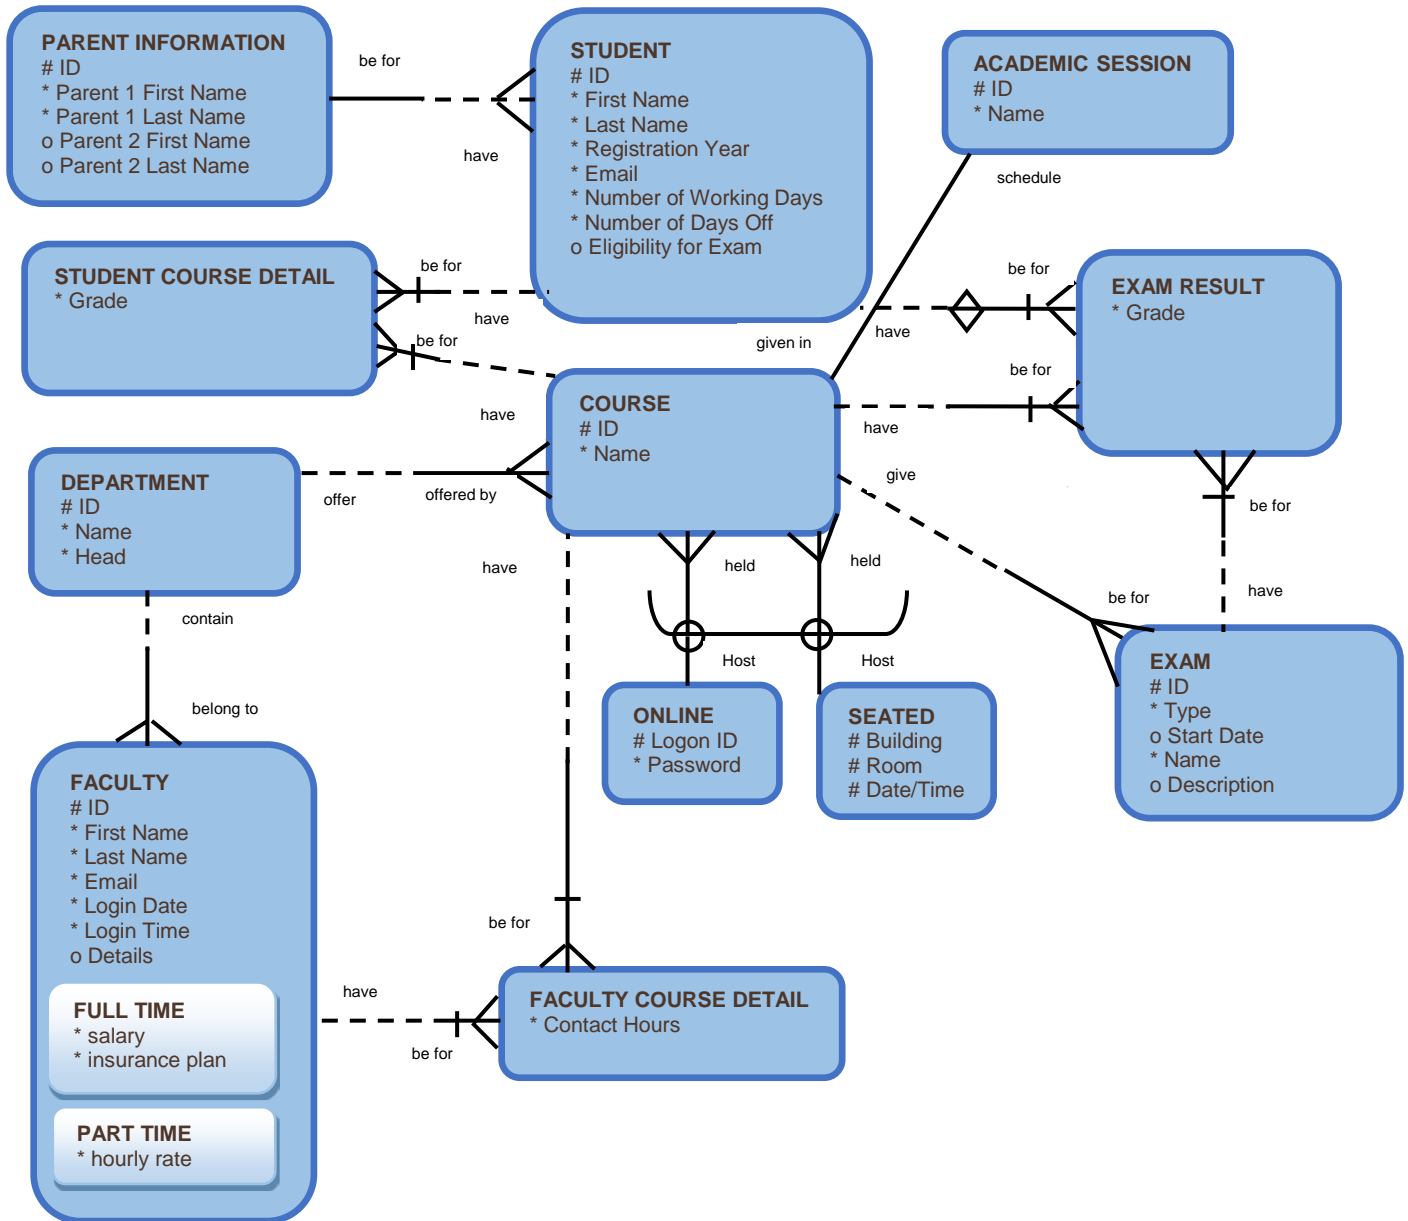 PARENT INFORMATION
# ID
* Parent 1 First Name
* Parent 1 Last Name
o Parent 2 First Name
o Parent 2 Last Name
be for
have
STUDENT
# ID
* First Name
* Last Name
* Registration Year
* Email
* Number of Working Days
* Number of Days Off
o Eligibility for Exam
ACADEMIC SESSION
# ID
* Name
schedule
given in
STUDENT COURSE DETAIL
* Grade
be for
have
be for
have
EXAM RESULT
* Grade
be for
have
be for
have
COURSE
# ID
* Name
DEPARTMENT
# ID
* Name
* Head
offer
offered by
give
be for
be for
have
have
held
held
Host
Host
contain
belong to
ONLINE
# Logon ID
* Password
SEATED
# Building
# Room
# Date/Time
EXAM
# ID
* Type
o Start Date
* Name
o Description
FACULTY
# ID
* First Name
* Last Name
* Email
* Login Date
* Login Time
o Details
FULL TIME
* salary
* insurance plan
PART TIME
* hourly rate
be for
have
be for
FACULTY COURSE DETAIL
* Contact Hours